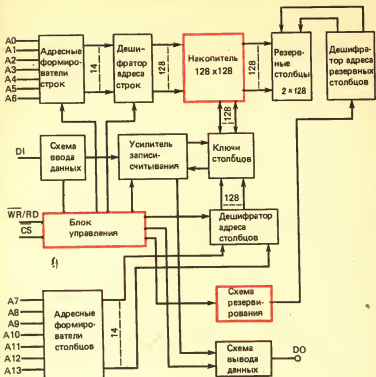 A0
A1
A2
A3
A4
A5
A6
Адресные
формиро-
ватели
строк
14
Деши-
фратор
адреса
строк
128
Накопитель
128 x128
128
Резерв-
ные
столбцы
2 × 128
Дешифра-
тор адреса
резервных
столбцов
DI
Схема
ввода
данных
Усилитель
записи-
считывания
128
Ключи
столбцов
128
WR/RD
CS
Блок
управления
Дешифратор
адреса
столбцов
A7
A8
A9
A10
A11
A12
A13
Адресные
формиро-
ватели
столбцов
14
Схема
резерви-
рования
Схема
вывода
данных
DO